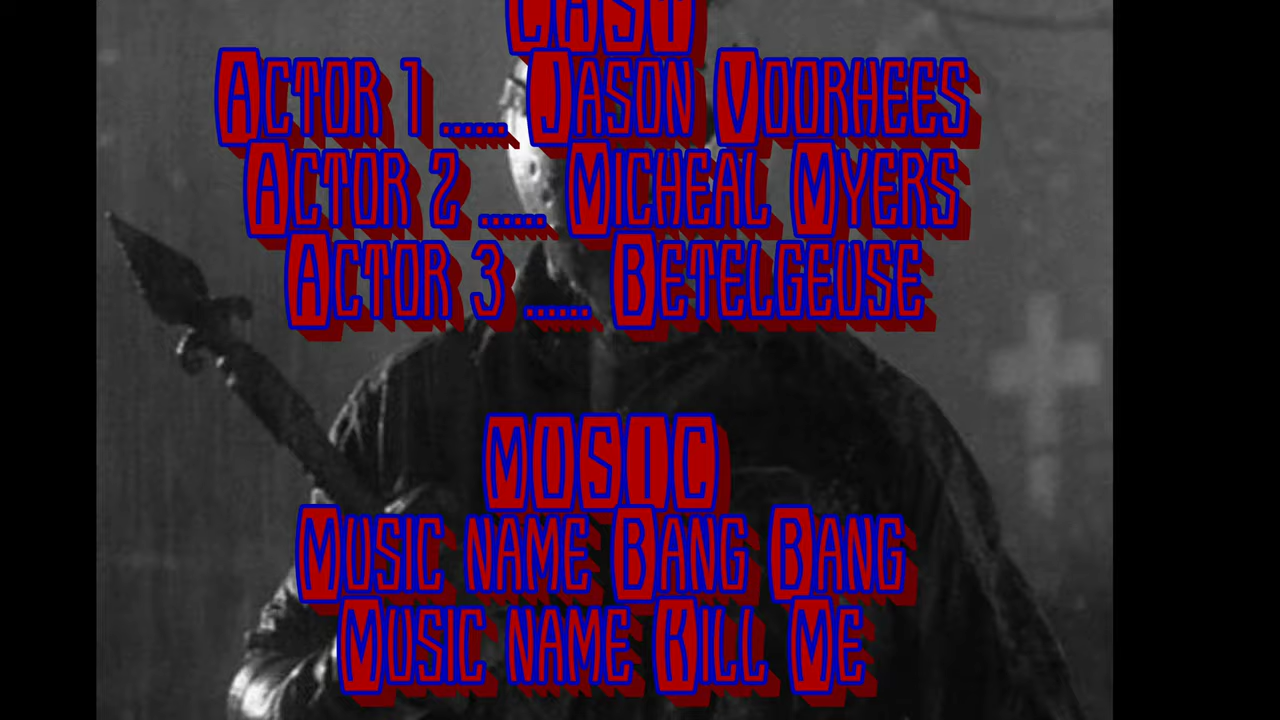 CAST
Actor 1 ...... Jason Voorhees
Actor 2 ...... Micheal Myers
Actor 3 ...... Betelgeuse
MUSIC
Music name Bang Bang
Music name Kill Me